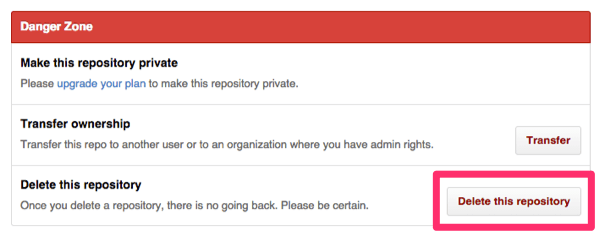 Danger Zone
Make this repository private
Please upgrade your plan to make this repository private.
Transfer ownership
Transfer this repo to another user or to an organization where you have admin rights.
Transfer
Delete this repository
Once you delete a repository, there is no going back. Please be certain.
Delete this repository